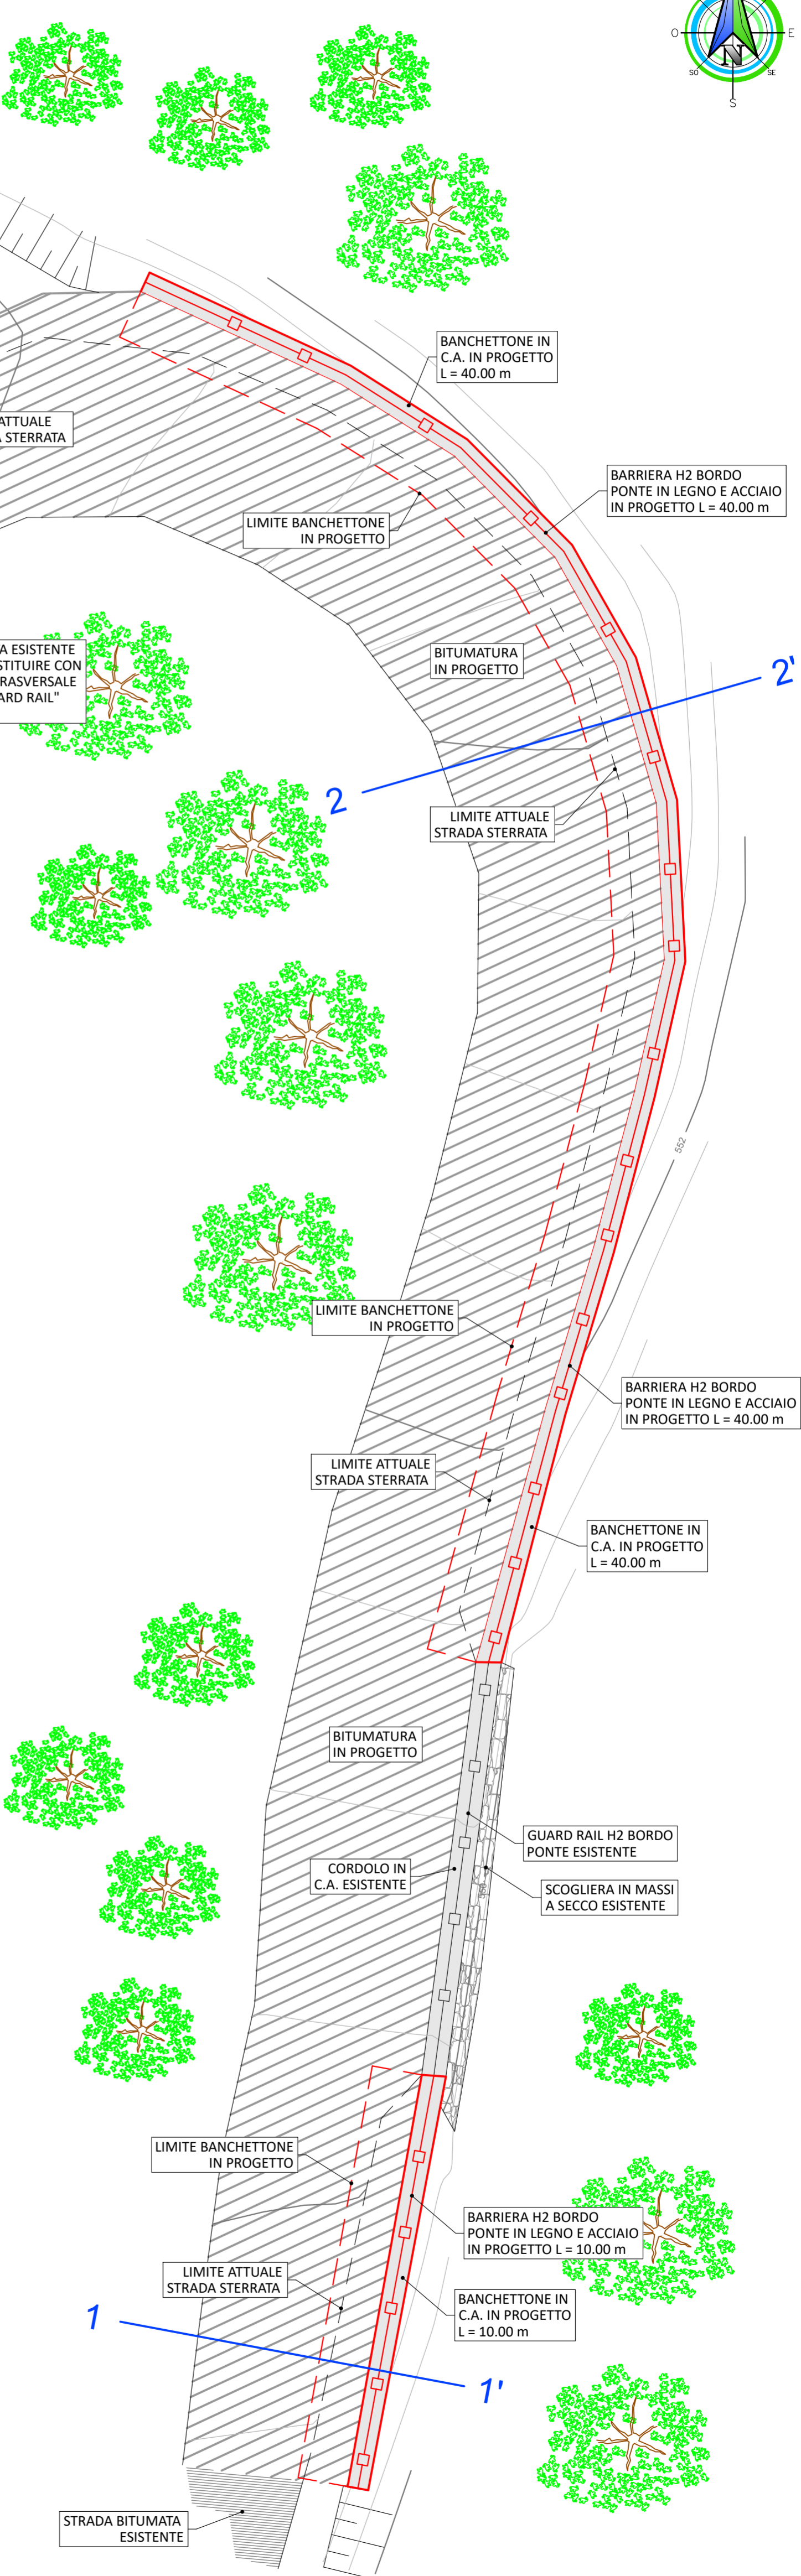 O
E
N
SO
SE
S
BANCHETTONE IN
C.A. IN PROGETTO
L = 40.00 m
ATTUALE
STERRATA
BARRIERA H2 BORDO
PONTE IN LEGNO E ACCIAIO
IN PROGETTO L = 40.00 m
LIMITE BANCHETTONE
IN PROGETTO
A ESISTENTE
STITUIRE CON
RASVERSALE
ARD RAIL"
BITUMATURA
IN PROGETTO
2'
2
LIMITE ATTUALE
STRADA STERRATA
552
LIMITE BANCHETTONE
IN PROGETTO
BARRIERA H2 BORDO
PONTE IN LEGNO E ACCIAIO
IN PROGETTO L = 40.00 m
LIMITE ATTUALE
STRADA STERRATA
BANCHETTONE IN
C.A. IN PROGETTO
L = 40.00 m
BITUMATURA
IN PROGETTO
GUARD RAIL H2 BORDO
PONTE ESISTENTE
CORDOLO IN
C.A. ESISTENTE
SCOGLIERA IN MASSI
A SECCO ESISTENTE
LIMITE BANCHETTONE
IN PROGETTO
BARRIERA H2 BORDO
PONTE IN LEGNO E ACCIAIO
IN PROGETTO L = 10.00 m
LIMITE ATTUALE
STRADA STERRATA
BANCHETTONE IN
C.A. IN PROGETTO
L = 10.00 m
1
1'
STRADA BITUMATA
ESISTENTE